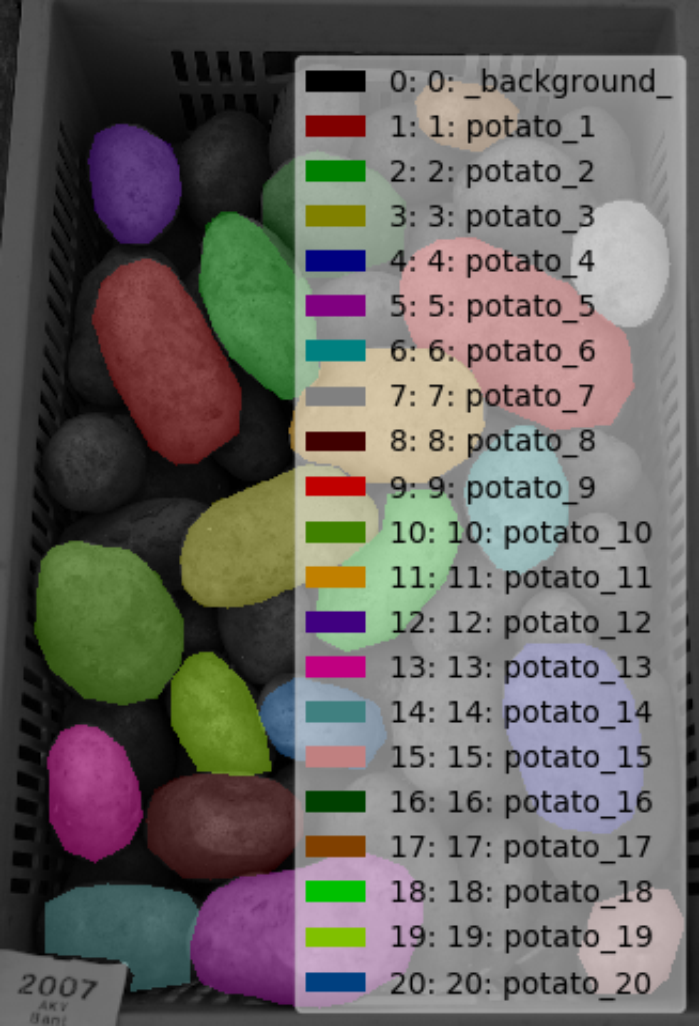 0: 0: _background_
1: 1: potato_1
2: 2: potato_2
3: 3: potato_3
4: 4: potato_4
5: 5: potato_5
6: 6: potato_6
7: 7: potato_7
8: 8: potato_8
9: 9: potato_9
10: 10: potato_10
11: 11: potato_11
12: 12: potato_12
13: 13: potato_13
14: 14: potato_14
15: 15: potato_15
16: 16: potato_16
17: 17: potato_17
18: 18: potato_18
19: 19: potato_19
20: 20: potato_20
2007
AKV